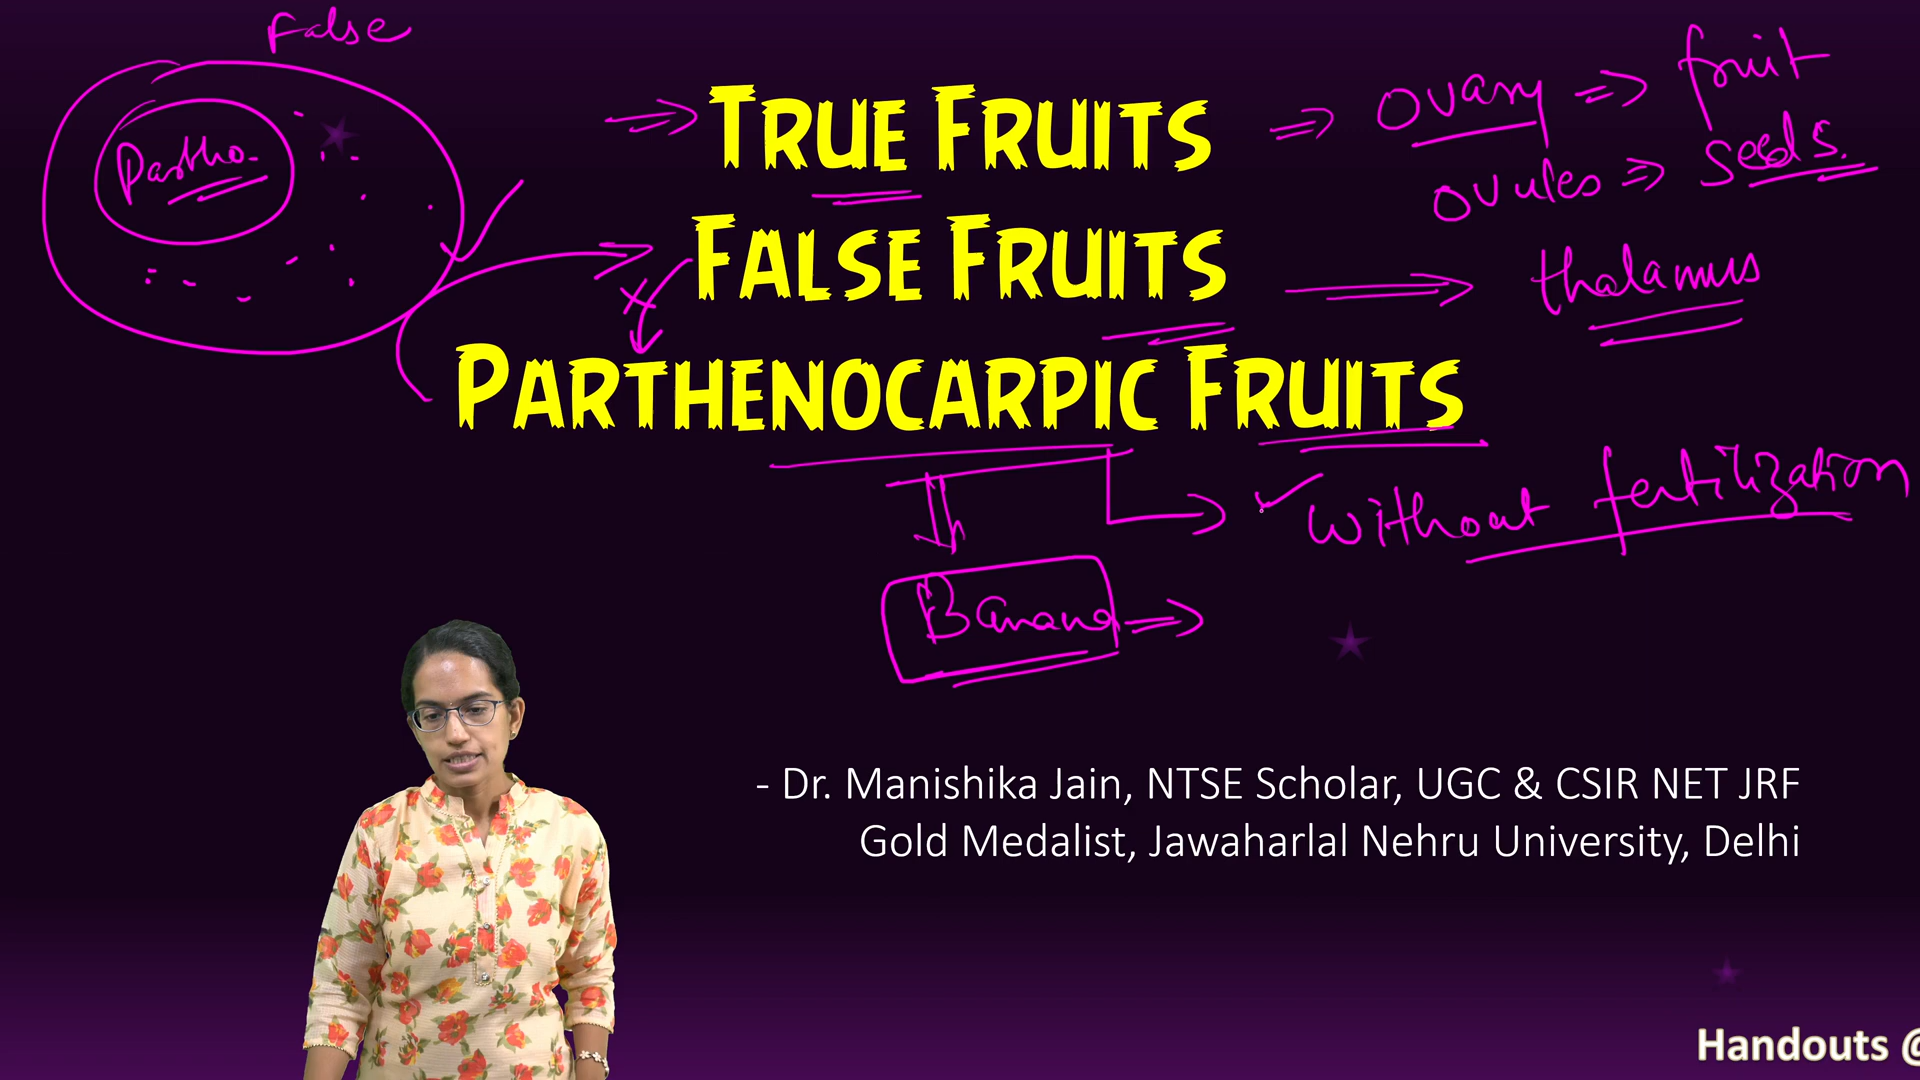 False
TRUE FRUITS ⇒ ovary ⇒ fruit
Partho.
ovules ⇒ seeds.
FALSE FRUITS → thalamus
PARTHENOCARPIC FRUITS
→ ✓ without fertilization
Banana ⇒
- Dr. Manishika Jain, NTSE Scholar, UGC & CSIR NET JRF
Gold Medalist, Jawaharlal Nehru University, Delhi
Handouts @